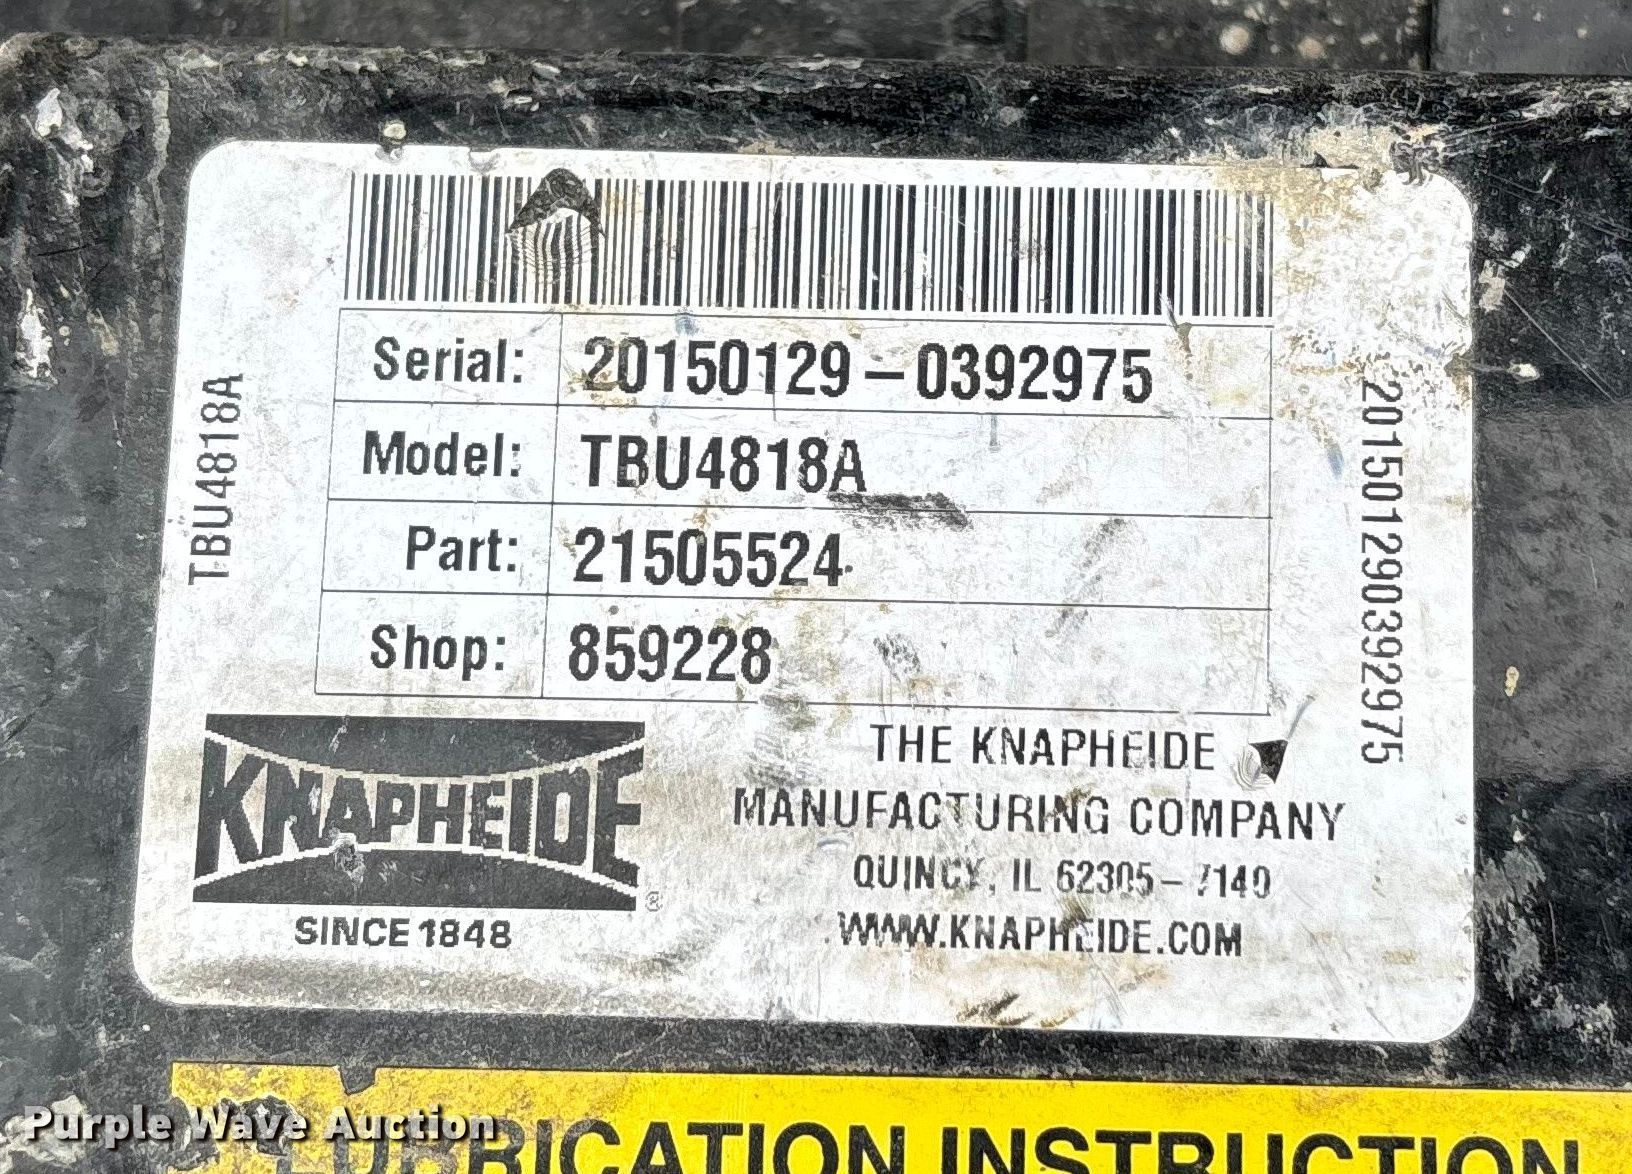 Serial: 20150129-0392975
Model: TBU4818A
Part: 21505524
Shop: 859228
TBU4818A
201501290392975
KNAPHEIDE®
SINCE 1848
THE KNAPHEIDE
MANUFACTURING COMPANY
QUINCY, IL 62305-7140
WWW.KNAPHEIDE.COM
LUBRICATION INSTRUCTION
Purple Wave Auction